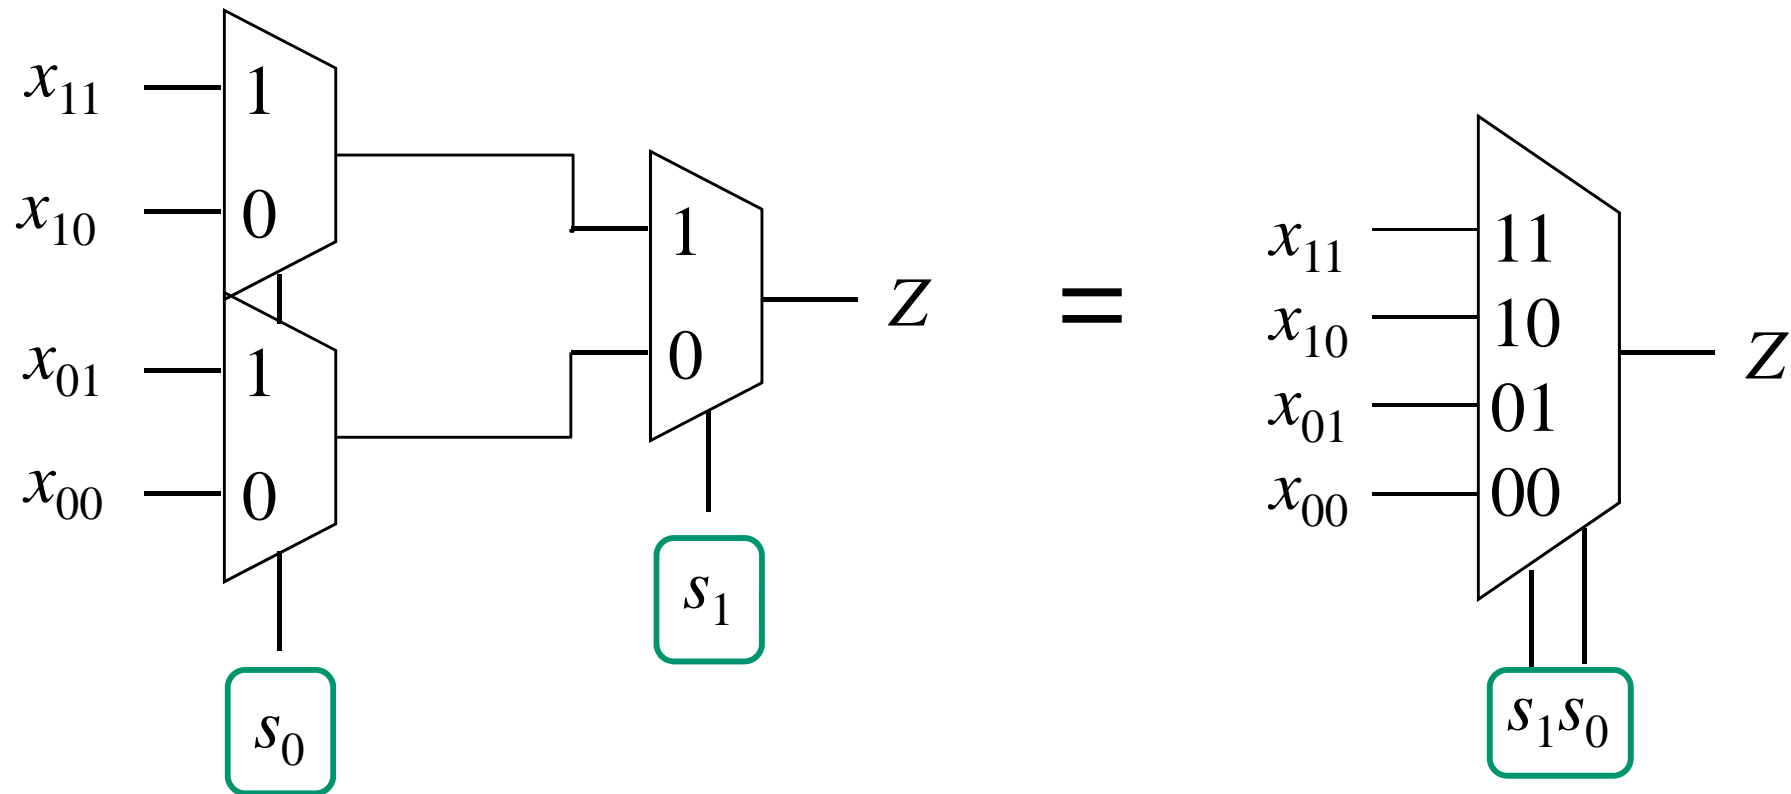 x₁₁ 1
x₁₀ 0
x₀₁ 1
x₀₀ 0
s₀
1
0
s₁
Z
=
x₁₁ 11
x₁₀ 10
x₀₁ 01
x₀₀ 00
Z
s₁s₀